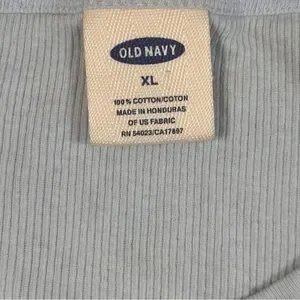 OLD NAVY
XL
100% COTTON/COTON
MADE IN HONDURAS
OF US FABRIC
RN 54023/CA17897